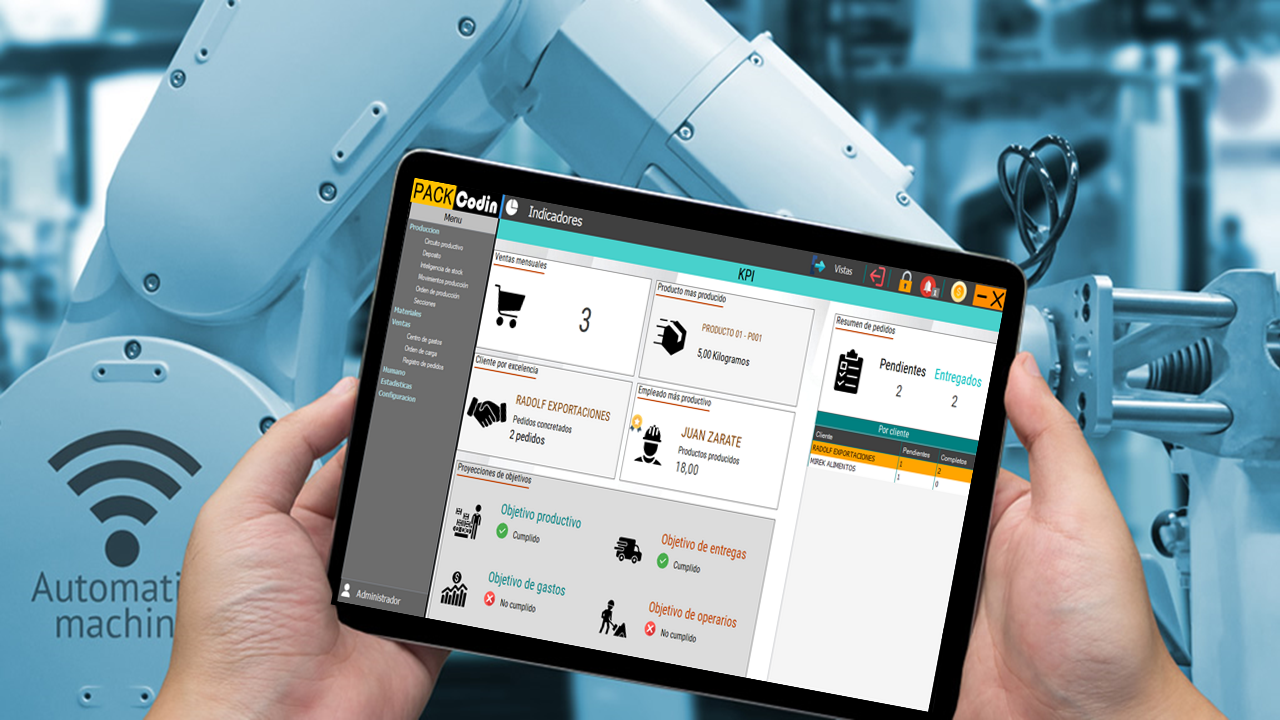 PACK Codin
Menu
Produccion
Circuito productivo
Deposito
Inteligencia de stock
Movimientos producción
Orden de producción
Secciones
Materiales
Ventas
Centro de gastos
Orden de carga
Registro de pedidos
Humano
Estadisticas
Configuracion
Administrador
Indicadores
Vistas
KPI
Ventas mensuales
3
Producto mas producido
PRODUCTO 01 - P001
5,00 Kilogramos
Cliente por excelencia
RADOLF EXPORTACIONES
Pedidos concretados
2 pedidos
Empleado más productivo
JUAN ZARATE
Productos producidos
18,00
Proyecciones de objetivos
Objetivo productivo
Cumplido
Objetivo de entregas
Cumplido
Objetivo de gastos
No cumplido
Objetivo de operarios
No cumplido
Resumen de pedidos
Pendientes Entregados
2 2
Por cliente
Cliente Pendientes Completos
RADOLF EXPORTACIONES 1 2
MIREK ALIMENTOS 1 0
Automati
machin